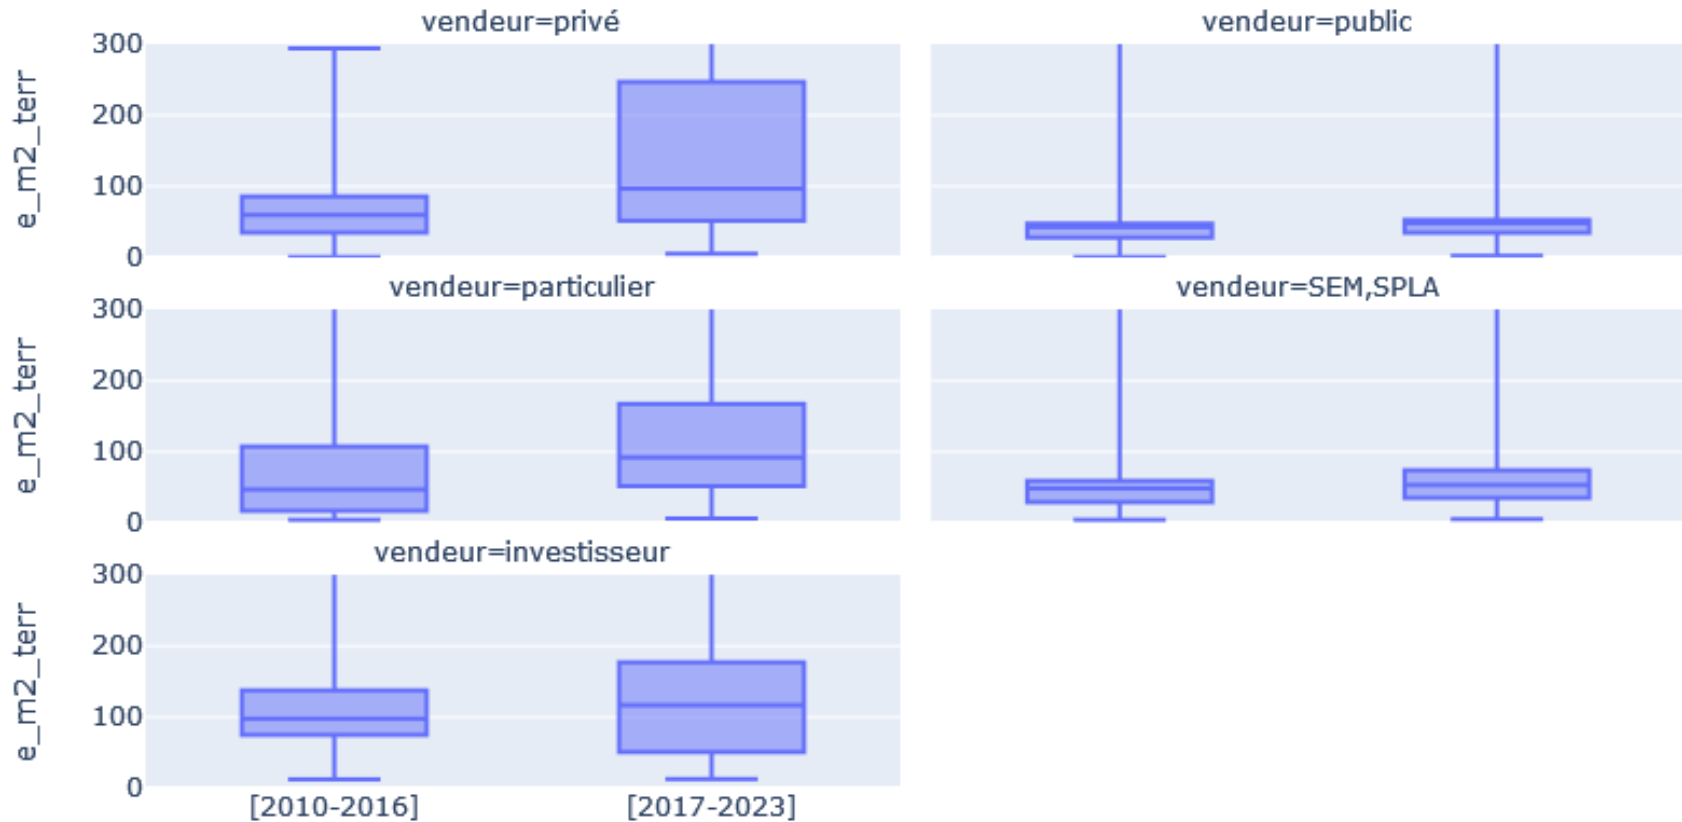 vendeur=privé
vendeur=public
300
200
100
0
e_m2_terr
vendeur=particulier
vendeur=SEM,SPLA
300
200
100
0
e_m2_terr
vendeur=investisseur
300
200
100
0
e_m2_terr
[2010-2016]
[2017-2023]